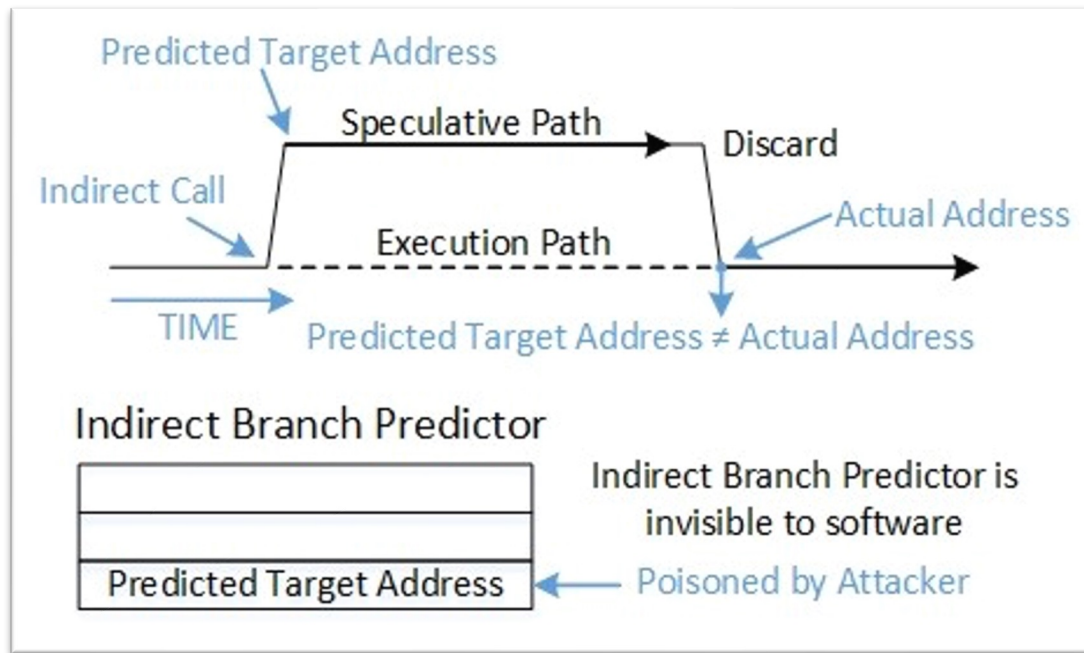 Predicted Target Address
Speculative Path
Discard
Indirect Call
Actual Address
Execution Path
TIME
Predicted Target Address ≠ Actual Address
Indirect Branch Predictor
Indirect Branch Predictor is
invisible to software
Predicted Target Address
Poisoned by Attacker